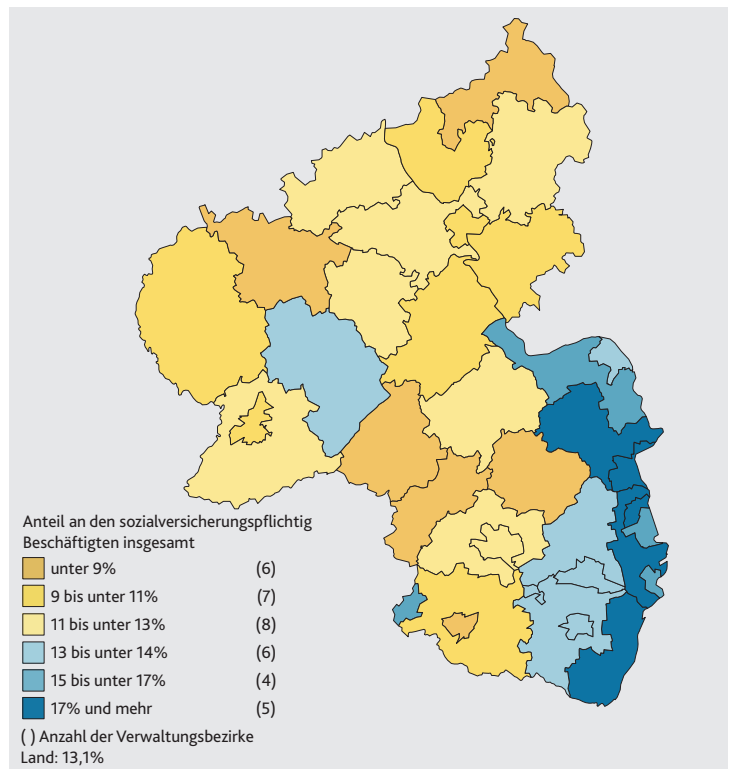 Anteil an den sozialversicherungspflichtig
Beschäftigten insgesamt
unter 9% (6)
9 bis unter 11% (7)
11 bis unter 13% (8)
13 bis unter 14% (6)
15 bis unter 17% (4)
17% und mehr (5)
( ) Anzahl der Verwaltungsbezirke
Land: 13,1%